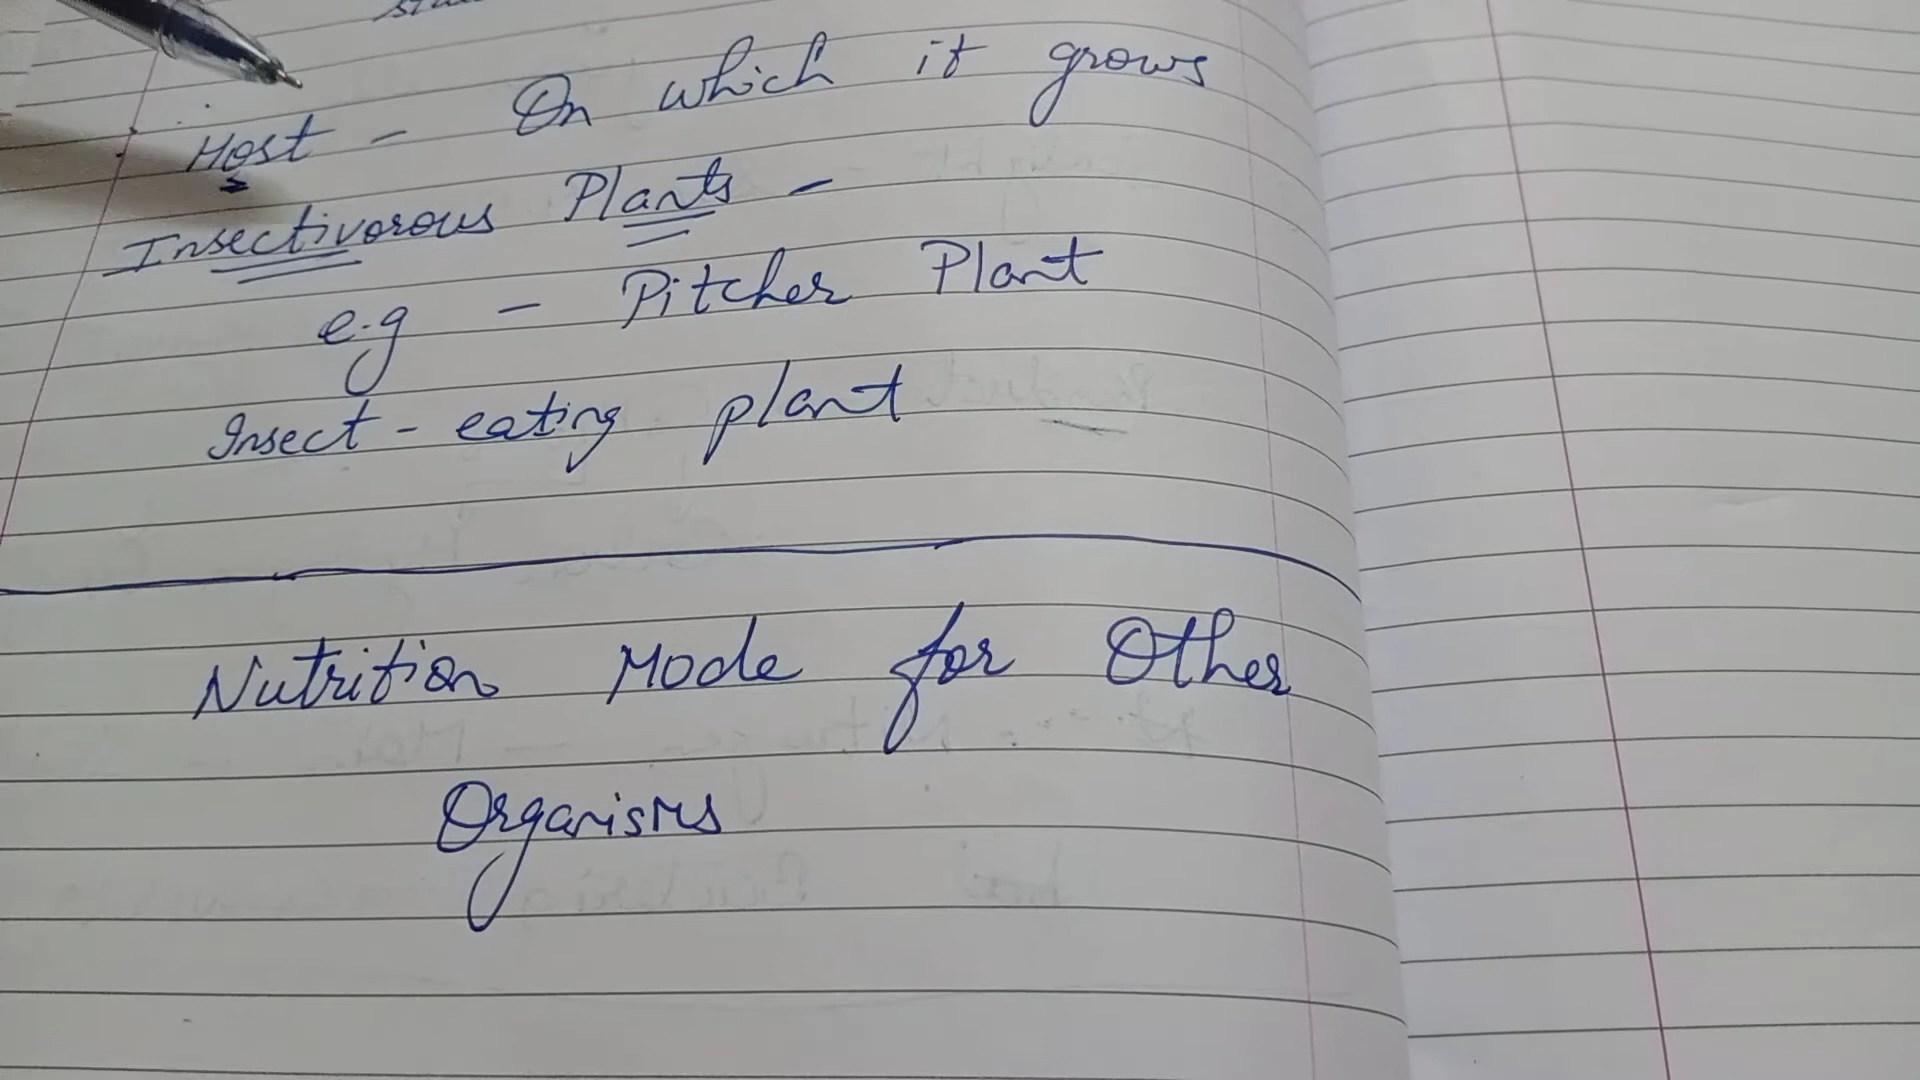 Host - On which it grows
Insectivorous Plants -
e.g - Pitcher Plant
Insect-eating plant
Nutrition Mode for Other
Organisms